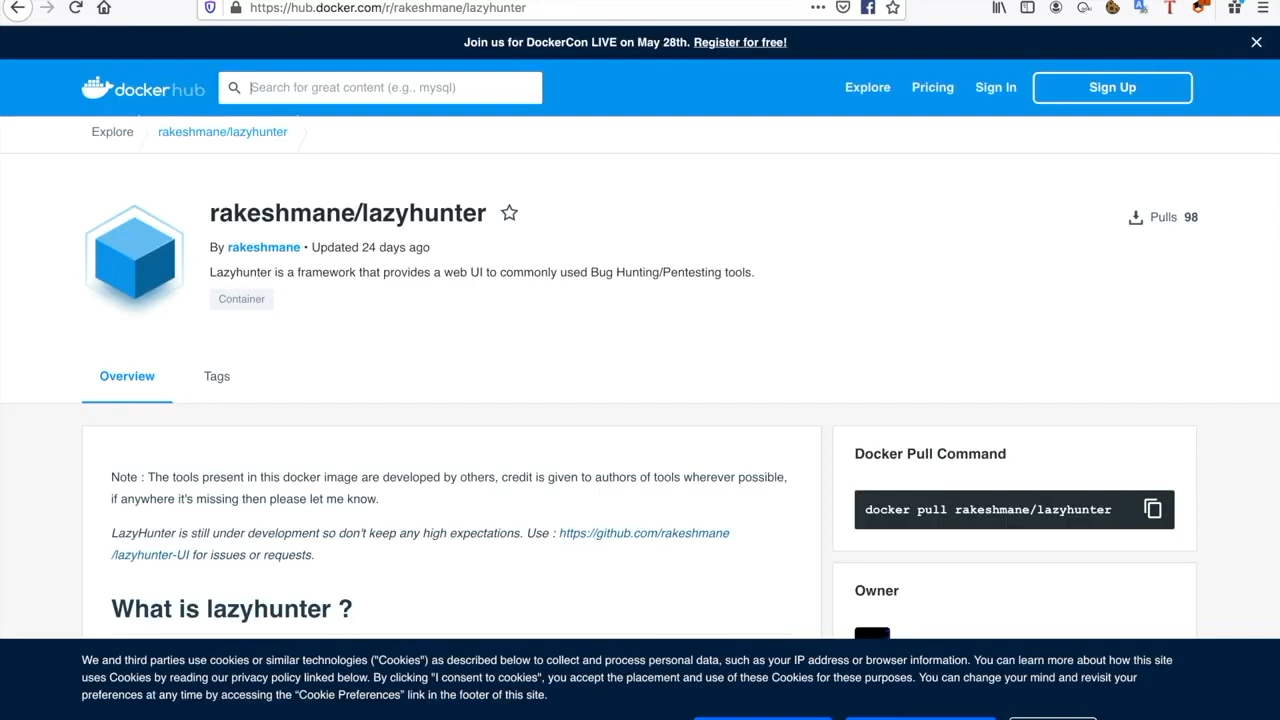 https://hub.docker.com/r/rakeshmane/lazyhunter
Join us for DockerCon LIVE on May 28th. Register for free!
docker hub
Search for great content (e.g., mysql)
Explore
Pricing
Sign In
Sign Up
Explore
rakeshmane/lazyhunter
rakeshmane/lazyhunter
Pulls 98
By rakeshmane • Updated 24 days ago
Lazyhunter is a framework that provides a web UI to commonly used Bug Hunting/Pentesting tools.
Container
Overview
Tags
Note : The tools present in this docker image are developed by others, credit is given to authors of tools wherever possible,
if anywhere it's missing then please let me know.
LazyHunter is still under development so don't keep any high expectations. Use : https://github.com/rakeshmane
/lazyhunter-UI for issues or requests.
What is lazyhunter ?
Docker Pull Command
docker pull rakeshmane/lazyhunter
Owner
We and third parties use cookies or similar technologies ("Cookies") as described below to collect and process personal data, such as your IP address or browser information. You can learn more about how this site
uses Cookies by reading our privacy policy linked below. By clicking "I consent to cookies", you accept the placement and use of these Cookies for these purposes. You can change your mind and revisit your
preferences at any time by accessing the “Cookie Preferences” link in the footer of this site.